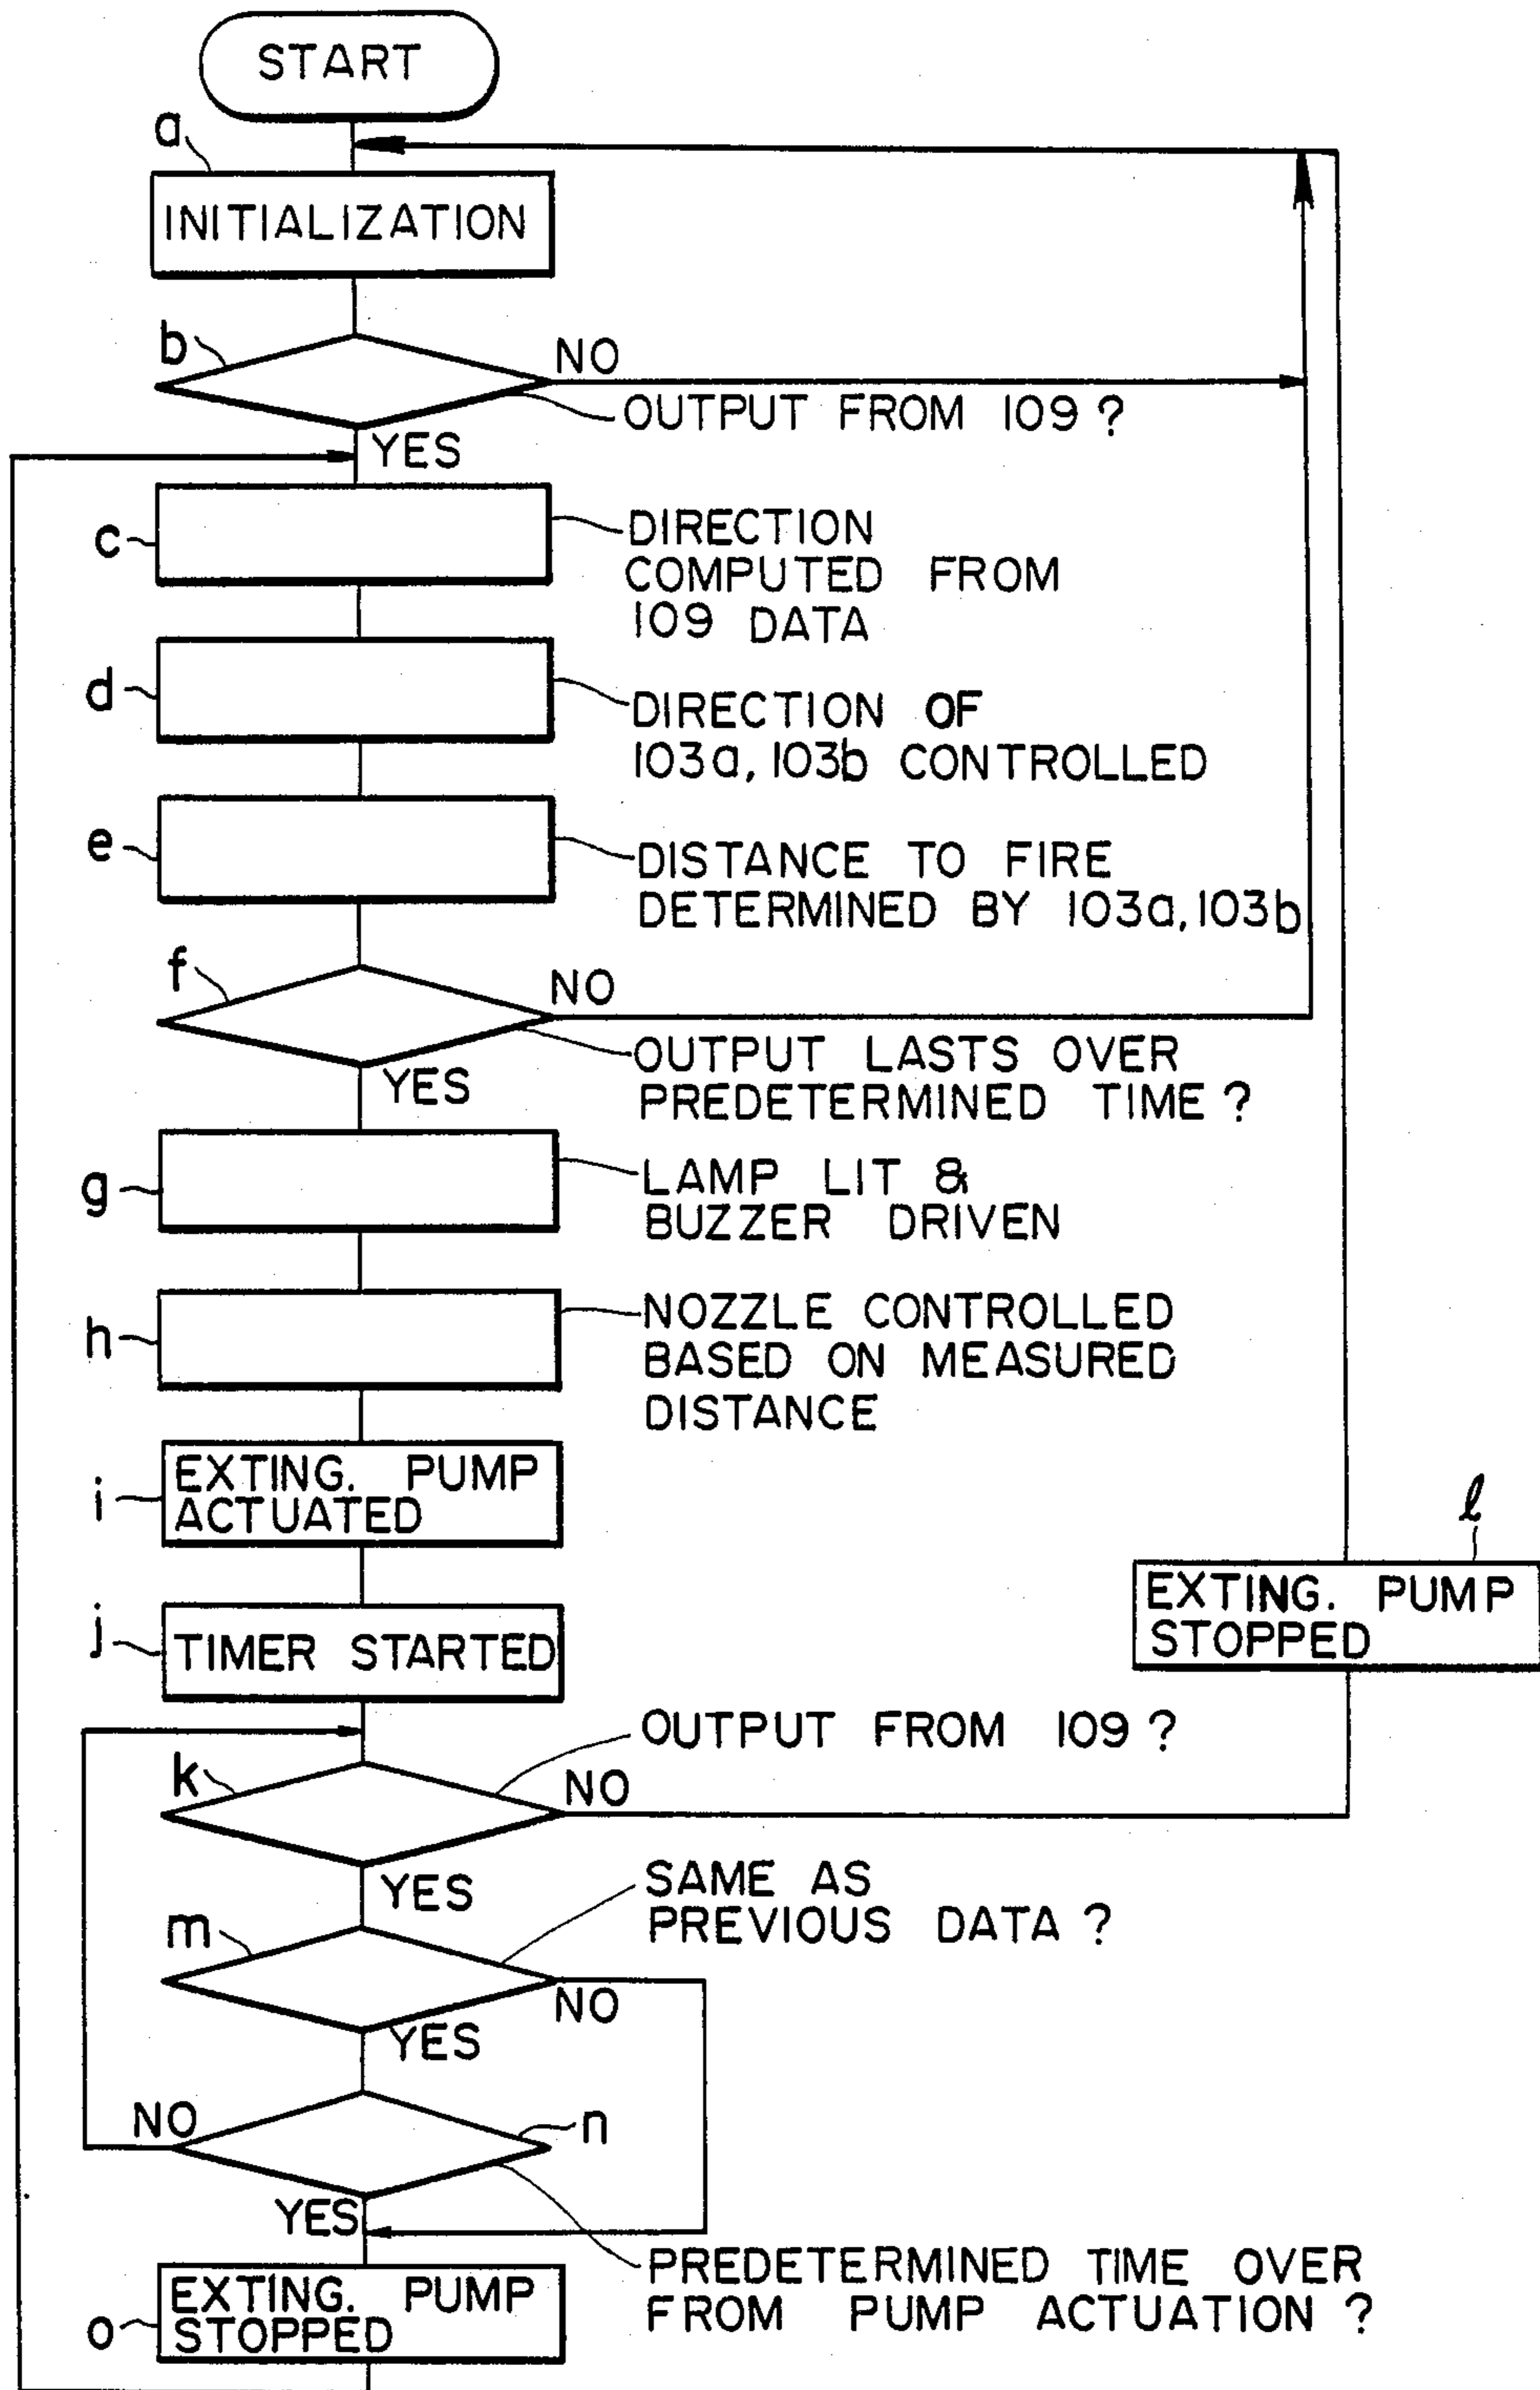 START
a
INITIALIZATION
b
NO
OUTPUT FROM 109 ?
YES
c
DIRECTION
COMPUTED FROM
109 DATA
d
DIRECTION OF
103a, 103b CONTROLLED
e
DISTANCE TO FIRE
DETERMINED BY 103a, 103b
f
NO
OUTPUT LASTS OVER
PREDETERMINED TIME ?
YES
g
LAMP LIT &
BUZZER DRIVEN
h
NOZZLE CONTROLLED
BASED ON MEASURED
DISTANCE
i
EXTING. PUMP
ACTUATED
l
EXTING. PUMP
STOPPED
j
TIMER STARTED
OUTPUT FROM 109 ?
k
NO
YES
SAME AS
PREVIOUS DATA ?
m
NO
YES
NO
n
YES
PREDETERMINED TIME OVER
FROM PUMP ACTUATION ?
o
EXTING. PUMP
STOPPED